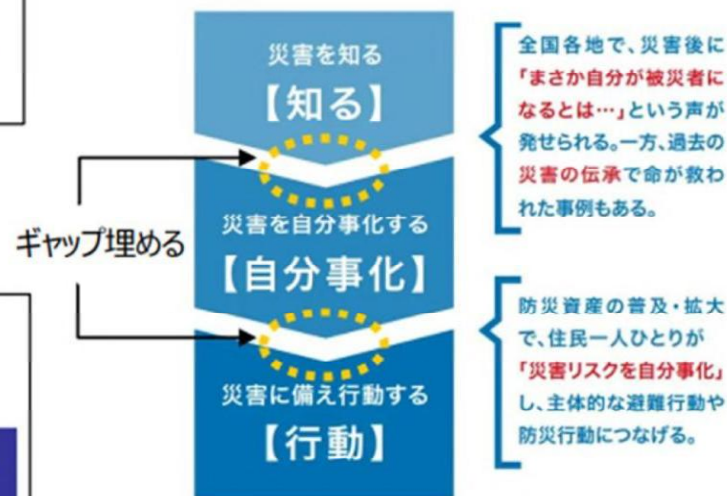 災害を知る
【知る】
ギャップ埋める
災害を自分事化する
【自分事化】
災害に備え行動する
【行動】
全国各地で、災害後に
「まさか自分が被災者に
なるとは…」という声が
発せられる。一方、過去の
災害の伝承で命が救わ
れた事例もある。
防災資産の普及・拡大
で、住民一人ひとりが
「災害リスクを自分事化」
し、主体的な避難行動や
防災行動につなげる。